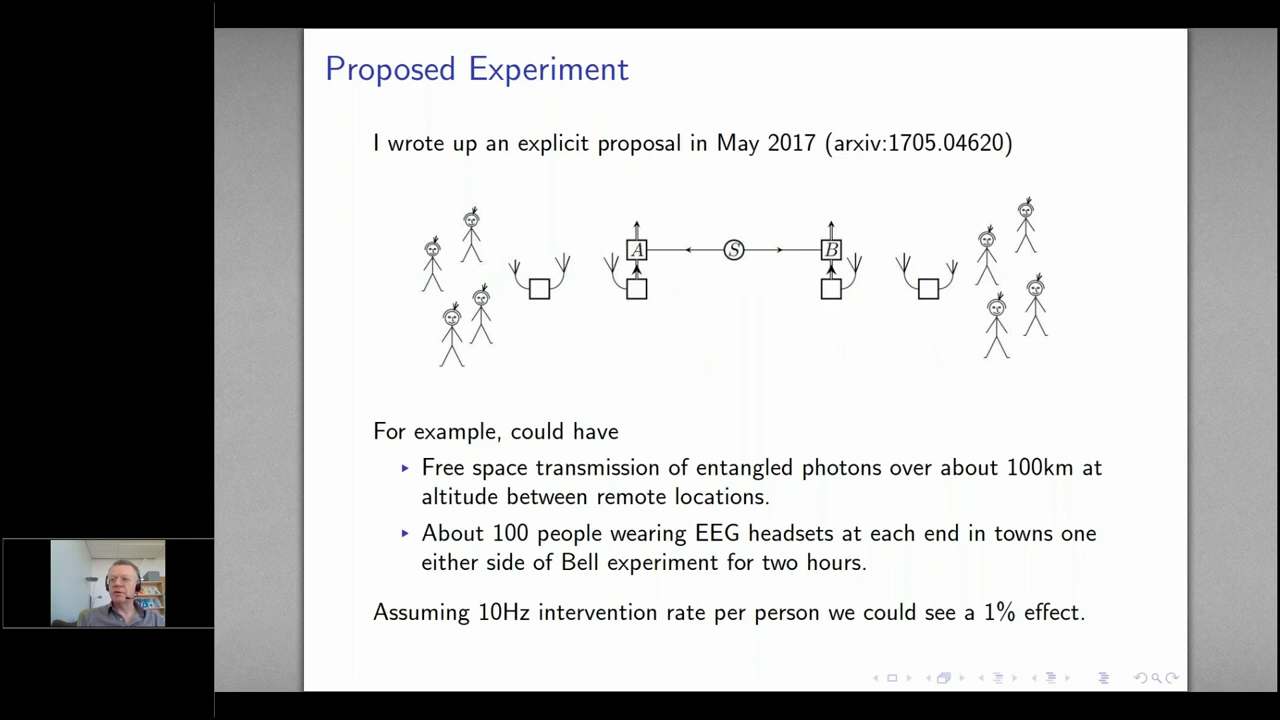 Proposed Experiment
I wrote up an explicit proposal in May 2017 (arxiv:1705.04620)
A
S
B
For example, could have
Free space transmission of entangled photons over about 100km at
altitude between remote locations.
About 100 people wearing EEG headsets at each end in towns one
either side of Bell experiment for two hours.
Assuming 10Hz intervention rate per person we could see a 1% effect.